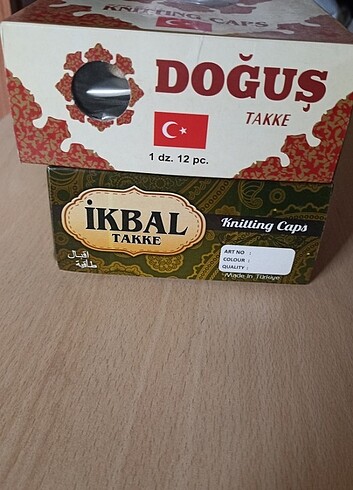 KNITTING CAPS
DOĞUŞ
TAKKE
1 dz. 12 pc.
İKBAL
TAKKE
اقبال
طاقية
Knitting Caps
ART NO :
COLOUR :
QUALITY :
Made in Türkiye